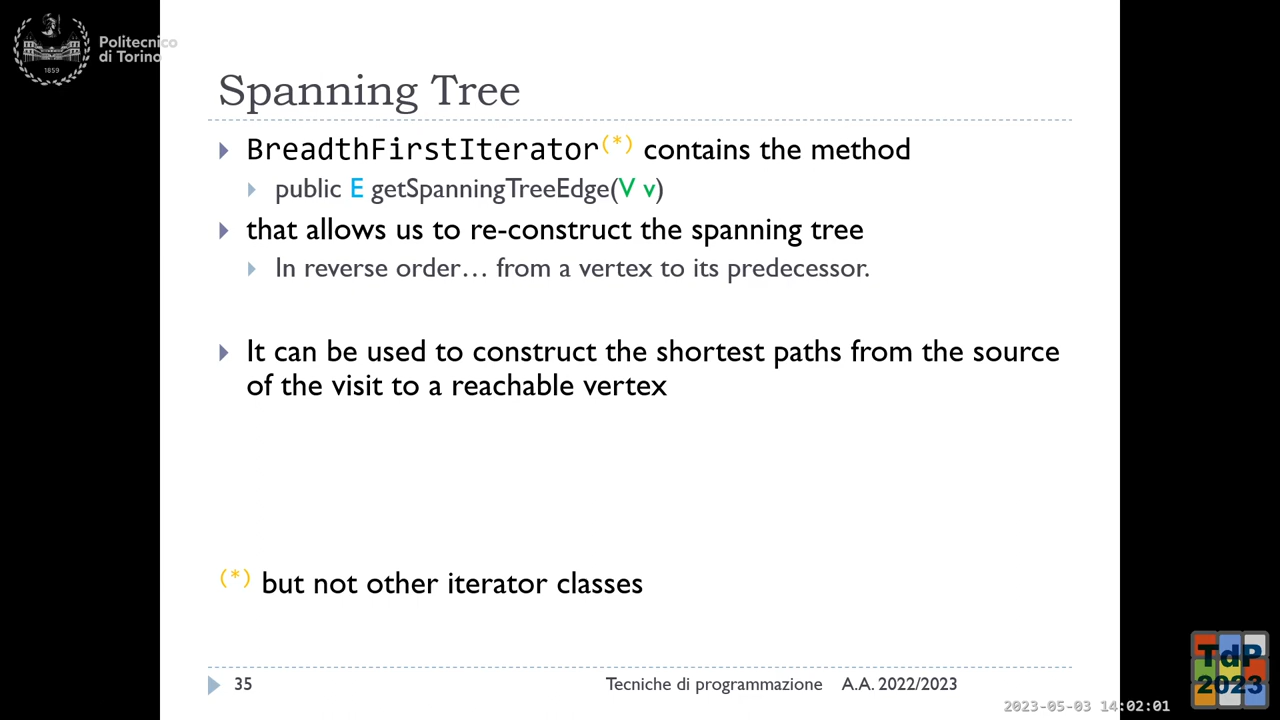 Politecnico
di Torino
1859
Spanning Tree
BreadthFirstIterator(*) contains the method
public E getSpanningTreeEdge(V v)
that allows us to re-construct the spanning tree
In reverse order… from a vertex to its predecessor.
It can be used to construct the shortest paths from the source
of the visit to a reachable vertex
(*) but not other iterator classes
35 Tecniche di programmazione A.A. 2022/2023
TdP
2023
2023-05-03 14:02:01